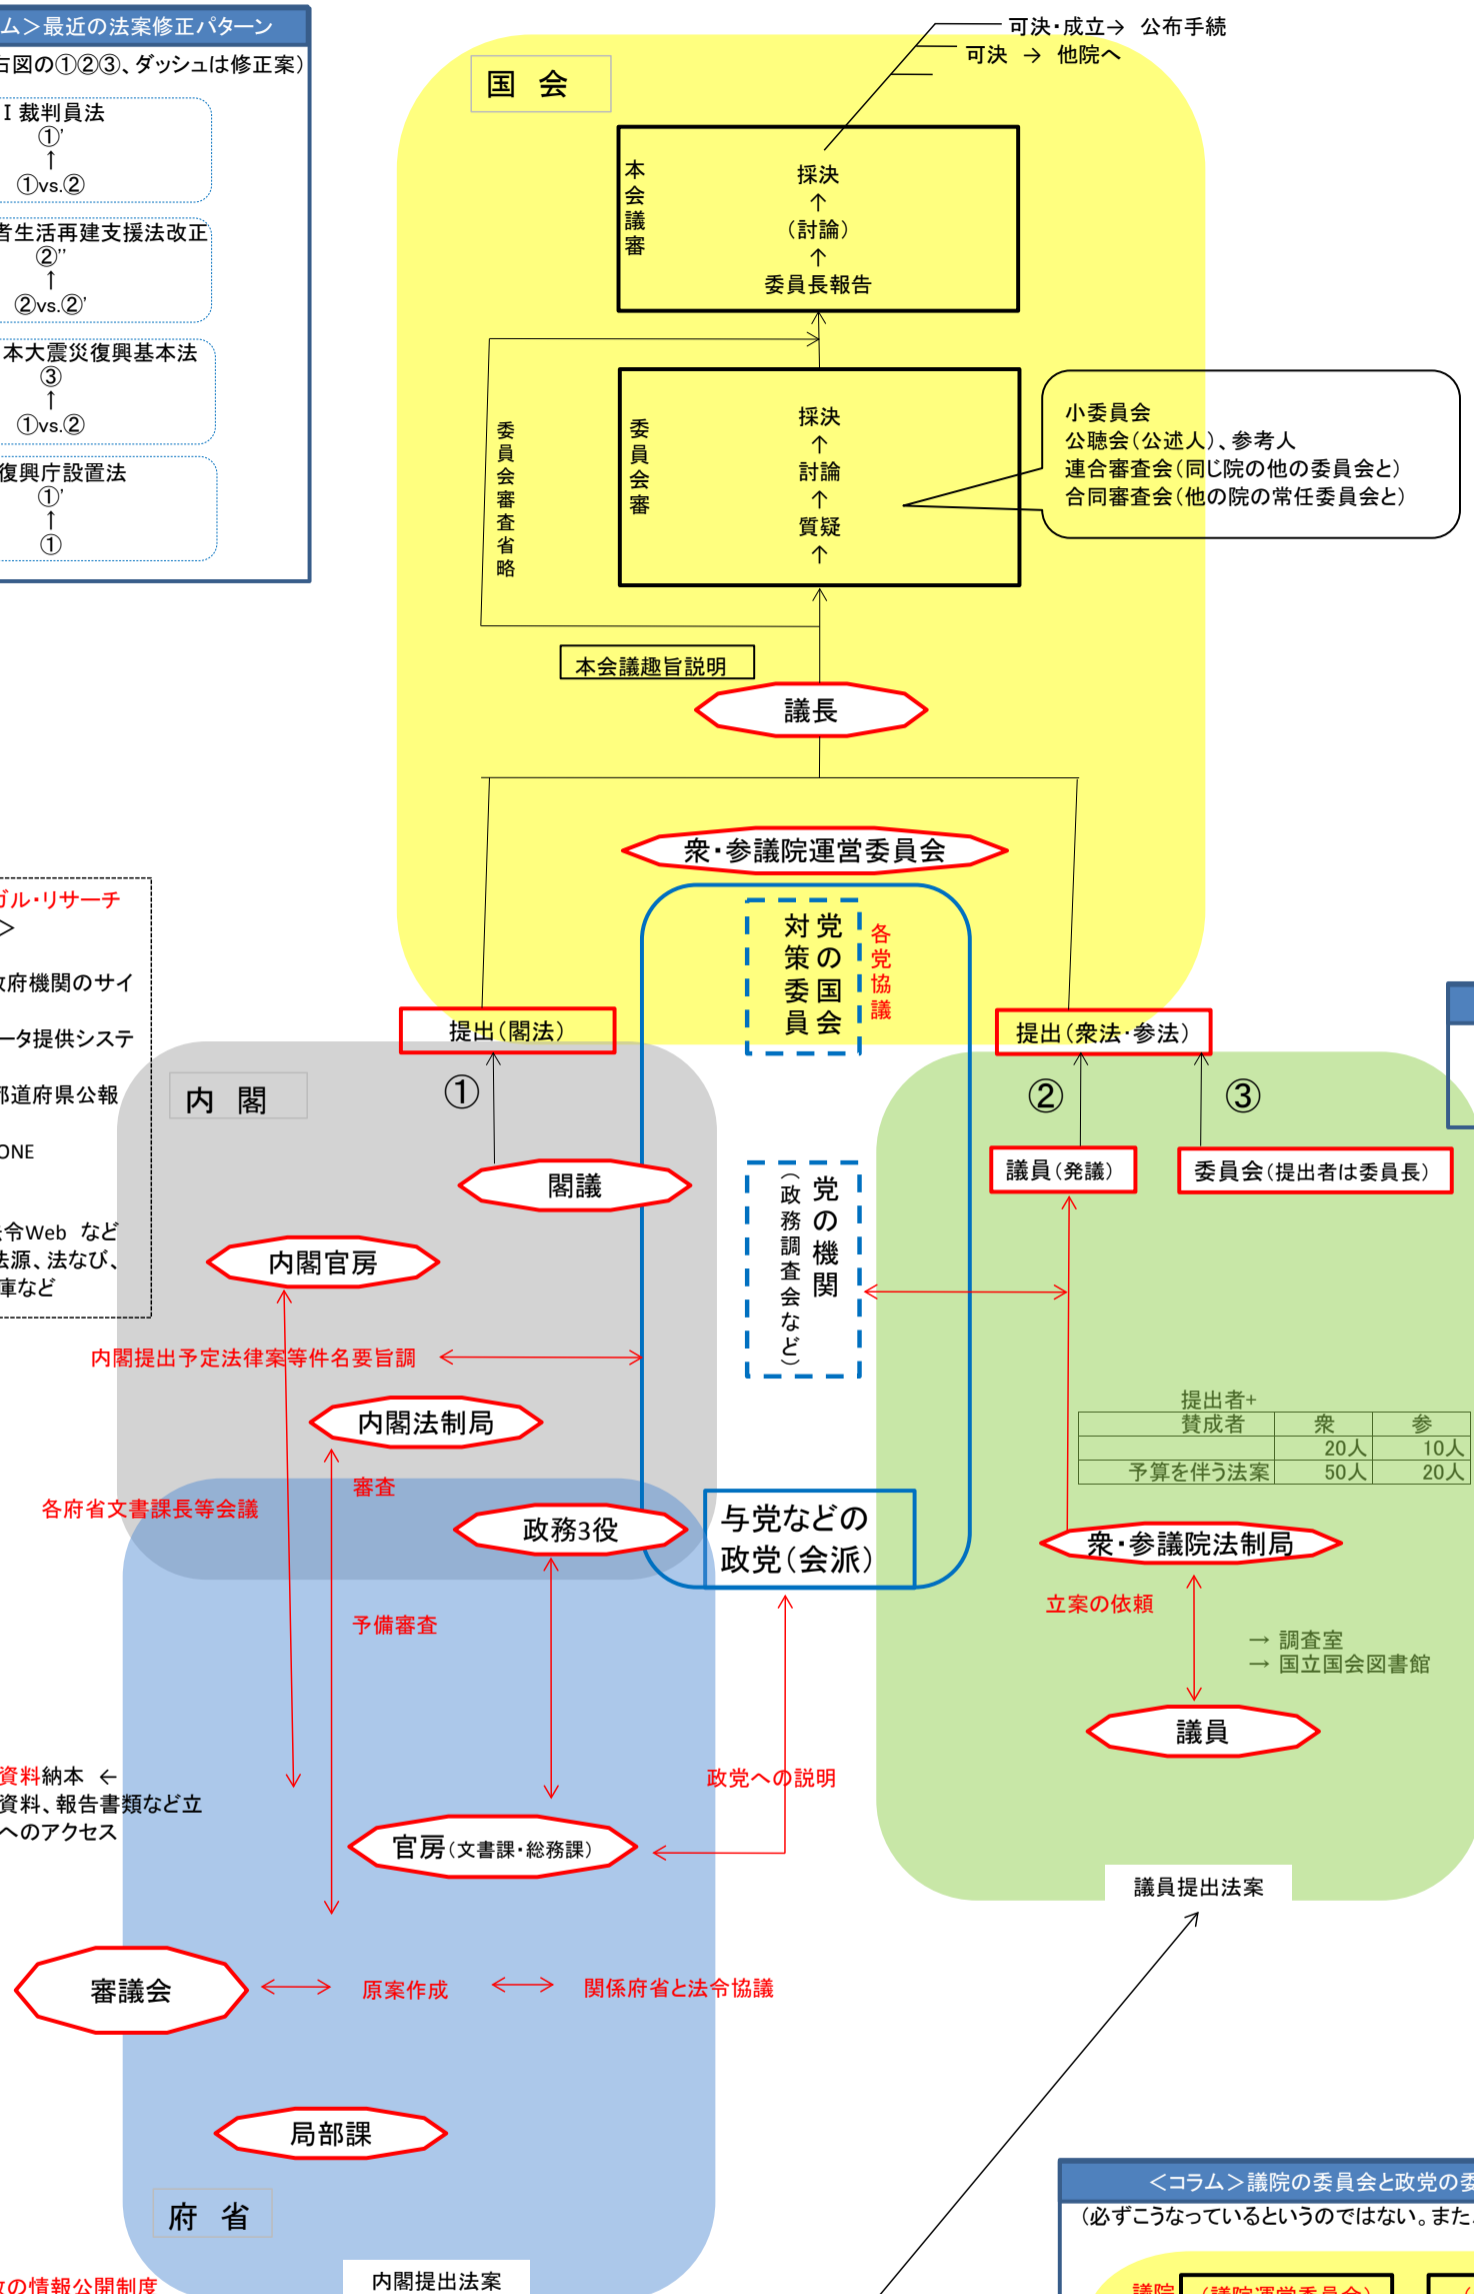 ム＞最近の法案修正パターン
右図の①②③、ダッシュは修正案）
Ⅰ 裁判員法
①'
↑
①vs.②
者生活再建支援法改正
②''
↑
②vs.②'
本大震災復興基本法
③
↑
①vs.②
復興庁設置法
①'
↑
①
可決・成立→ 公布手続
可決 → 他院へ
国 会
本会議審
採決
↑
（討論）
↑
委員長報告
委員会審査省略
委員会審
採決
↑
討論
↑
質疑
↑
小委員会
公聴会（公述人）、参考人
連合審査会（同じ院の他の委員会と）
合同審査会（他の院の常任委員会と）
本会議趣旨説明
議長
衆・参議院運営委員会
党の国会
対策委員
各党協議
提出（閣法）
提出（衆法・参法）
ガル・リサーチ
＞
政府機関のサイ
ータ提供システ
都道府県公報
ONE
法令Web など
法源、法なび、
庫など
内 閣
①
②
③
閣議
議員（発議）
委員会（提出者は委員長）
党の機関
（政務調査会など）
内閣官房
内閣提出予定法律案等件名要旨調
内閣法制局
審査
提出者+
賛成者 衆 参
20人 10人
予算を伴う法案 50人 20人
各府省文書課長等会議
政務3役
与党などの
政党（会派）
衆・参議院法制局
予備審査
立案の依頼
→ 調査室
→ 国立国会図書館
議員
資料納本 ←
資料、報告書類など立
へのアクセス
政党への説明
官房（文書課・総務課）
議員提出法案
審議会
原案作成
関係府省と法令協議
局部課
府 省
内閣提出法案
の情報公開制度
＜コラム＞議院の委員会と政党の委
（必ずこうなっているというのではない。また、
議院
（議院運営委員会）